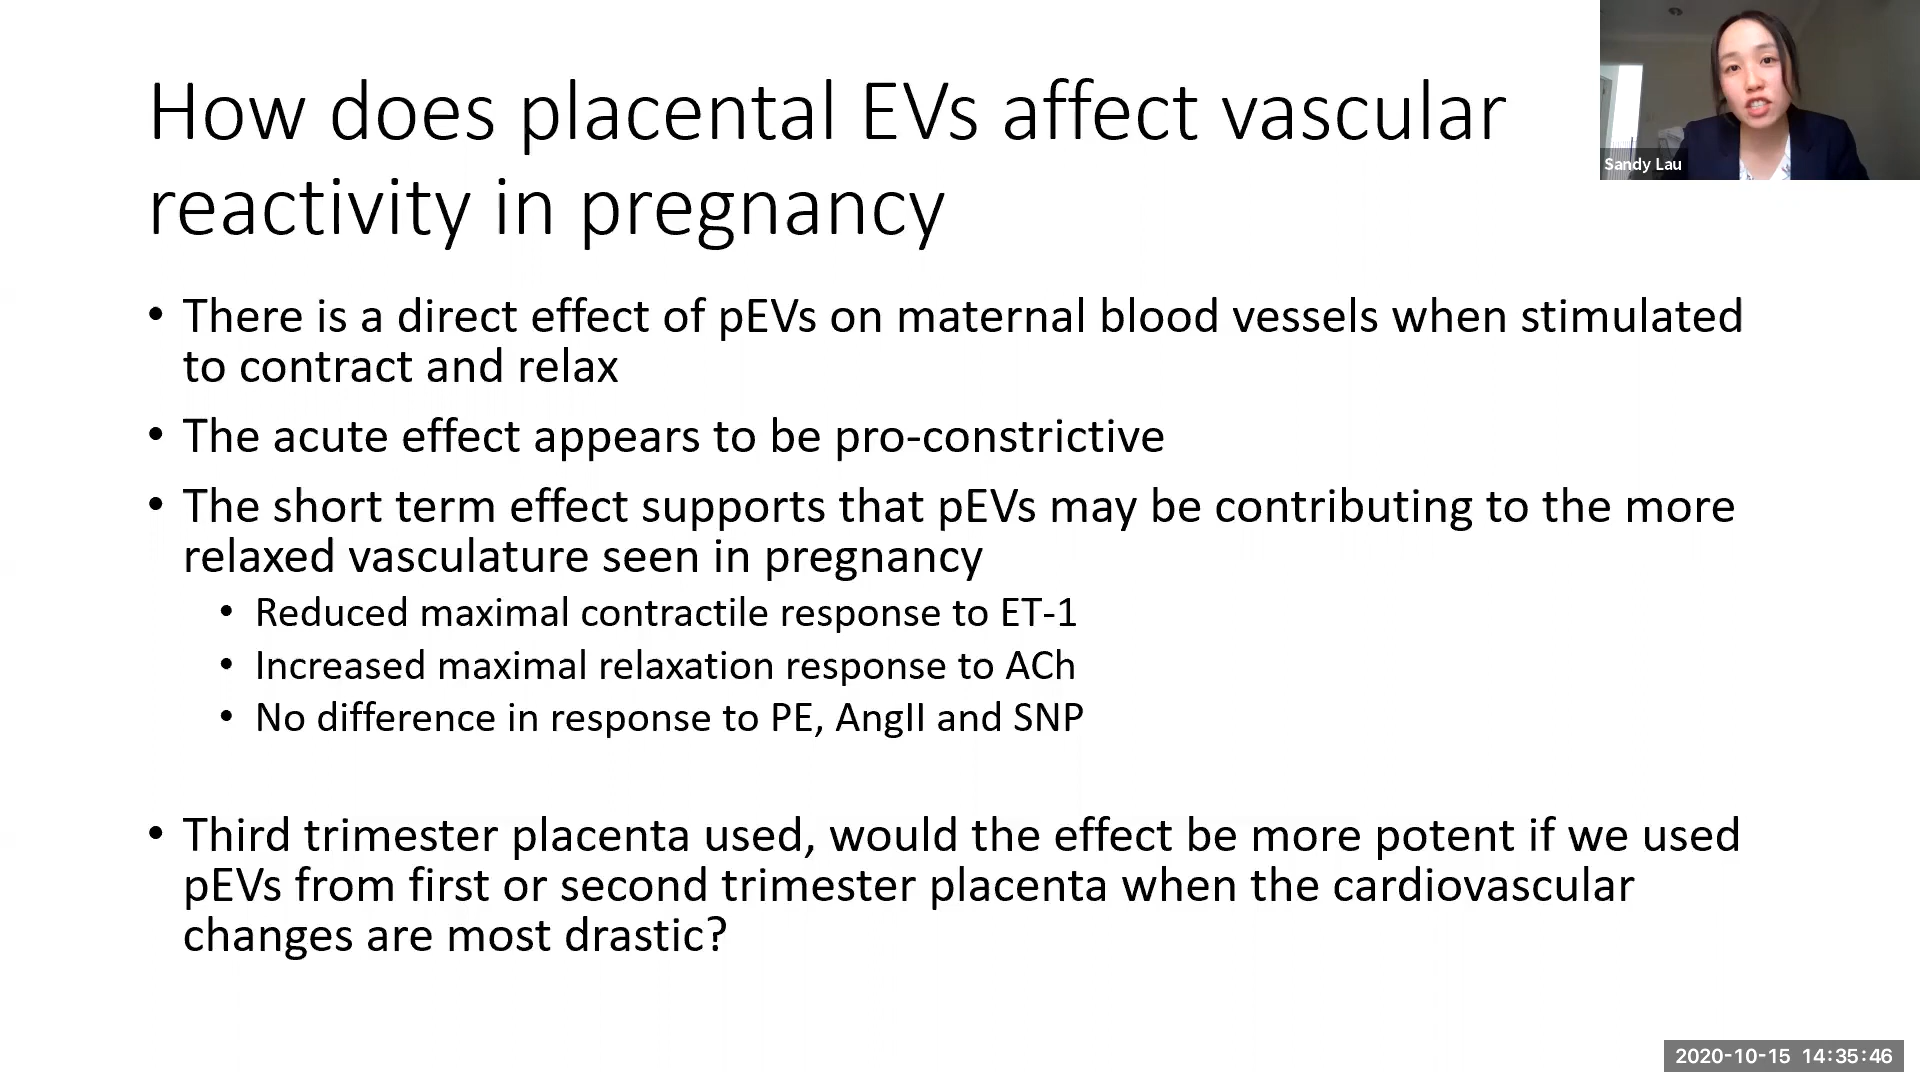 How does placental EVs affect vascular
reactivity in pregnancy
Sandy Lau
• There is a direct effect of pEVs on maternal blood vessels when stimulated
to contract and relax
• The acute effect appears to be pro-constrictive
• The short term effect supports that pEVs may be contributing to the more
relaxed vasculature seen in pregnancy
• Reduced maximal contractile response to ET-1
• Increased maximal relaxation response to ACh
• No difference in response to PE, AngII and SNP
• Third trimester placenta used, would the effect be more potent if we used
pEVs from first or second trimester placenta when the cardiovascular
changes are most drastic?
2020-10-15 14:35:46